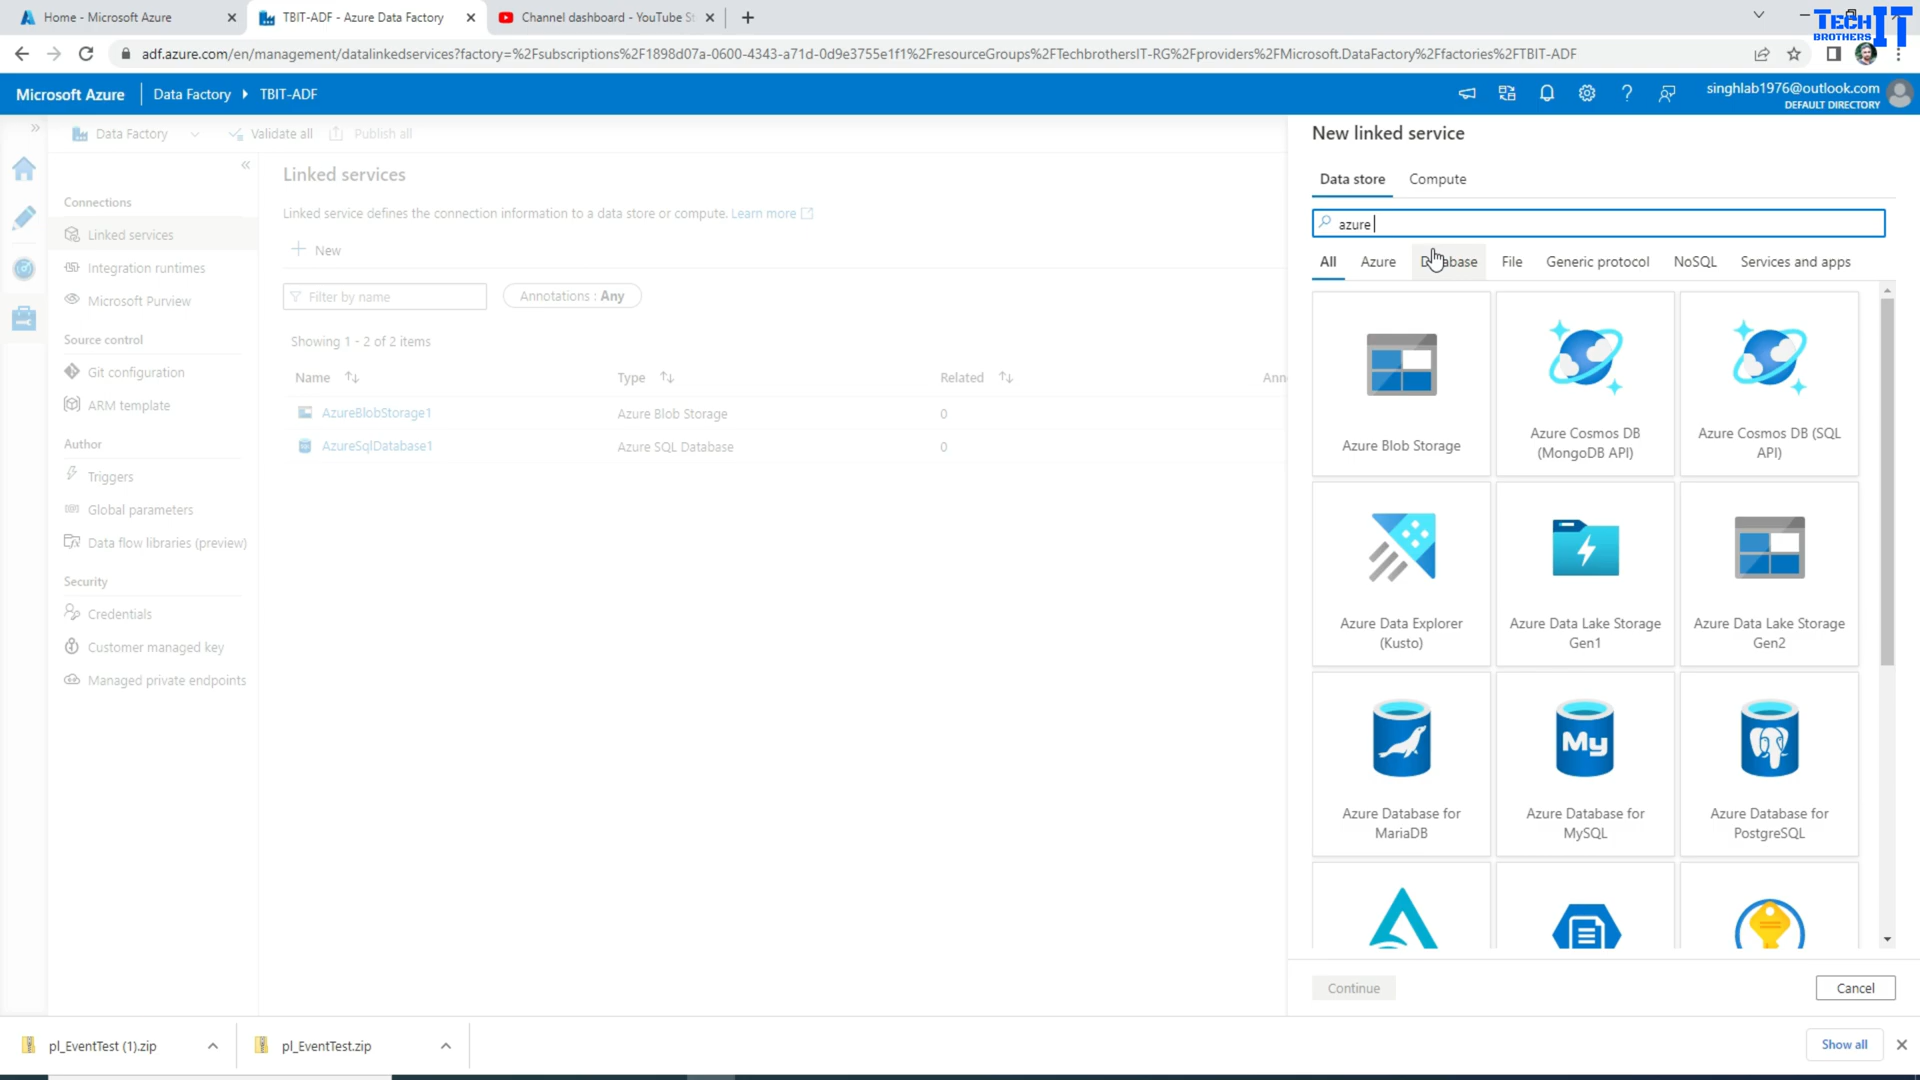 Home - Microsoft Azure
TBIT-ADF - Azure Data Factory
Channel dashboard - YouTube St
TECH IT
BROTHERS
adf.azure.com/en/management/datalinkedservices?factory=%2Fsubscriptions%2F1898d07a-0600-4343-a71d-0d9e3755e1f1%2FresourceGroups%2FTechbrothersIT-RG%2Fproviders%2FMicrosoft.DataFactory%2Ffactories%2FTBIT-ADF
Microsoft Azure
Data Factory
TBIT-ADF
singhlab1976@outlook.com
DEFAULT DIRECTORY
Data Factory
Validate all
Publish all
Connections
Linked services
Integration runtimes
Microsoft Purview
Source control
Git configuration
ARM template
Author
Triggers
Global parameters
Data flow libraries (preview)
Security
Credentials
Customer managed key
Managed private endpoints
Linked services
Linked service defines the connection information to a data store or compute. Learn more
New
Filter by name
Annotations : Any
Showing 1 - 2 of 2 items
Name Type Related Ann
AzureBlobStorage1 Azure Blob Storage 0
AzureSqlDatabase1 Azure SQL Database 0
New linked service
Data store Compute
azure
All Azure Database File Generic protocol NoSQL Services and apps
Azure Blob Storage
Azure Cosmos DB
(MongoDB API)
Azure Cosmos DB (SQL
API)
Azure Data Explorer
(Kusto)
Azure Data Lake Storage
Gen1
Azure Data Lake Storage
Gen2
My
Azure Database for
MariaDB
Azure Database for
MySQL
Azure Database for
PostgreSQL
Continue
Cancel
pl_EventTest (1).zip
pl_EventTest.zip
Show all